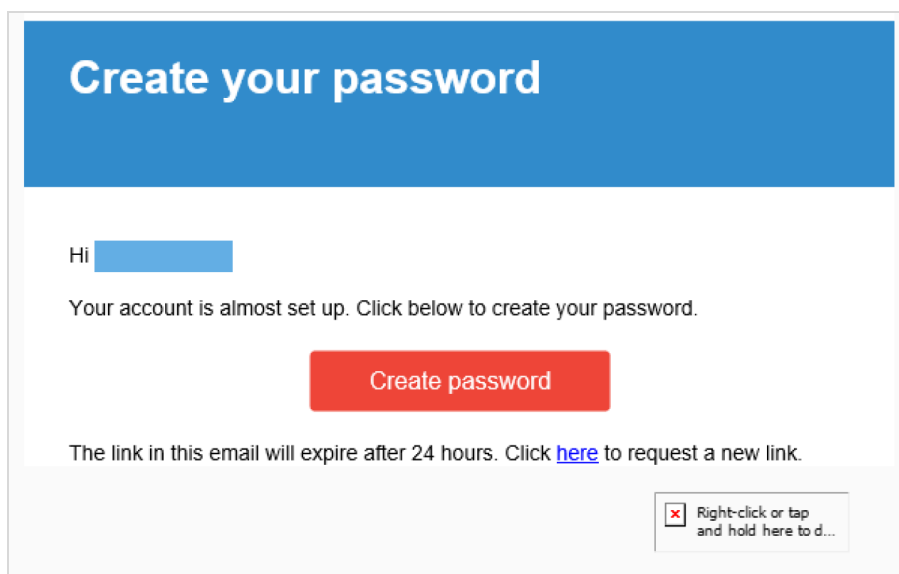 Create your password
Hi
Your account is almost set up. Click below to create your password.
Create password
The link in this email will expire after 24 hours. Click here to request a new link.
Right-click or tap
and hold here to d...